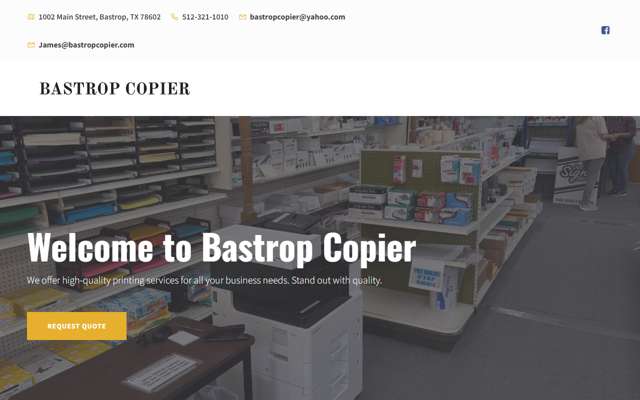 1002 Main Street, Bastrop, TX 78602
512-321-1010
bastropcopier@yahoo.com
James@bastropcopier.com
BASTROP COPIER
Welcome to Bastrop Copier
We offer high-quality printing services for all your business needs. Stand out with quality.
REQUEST QUOTE